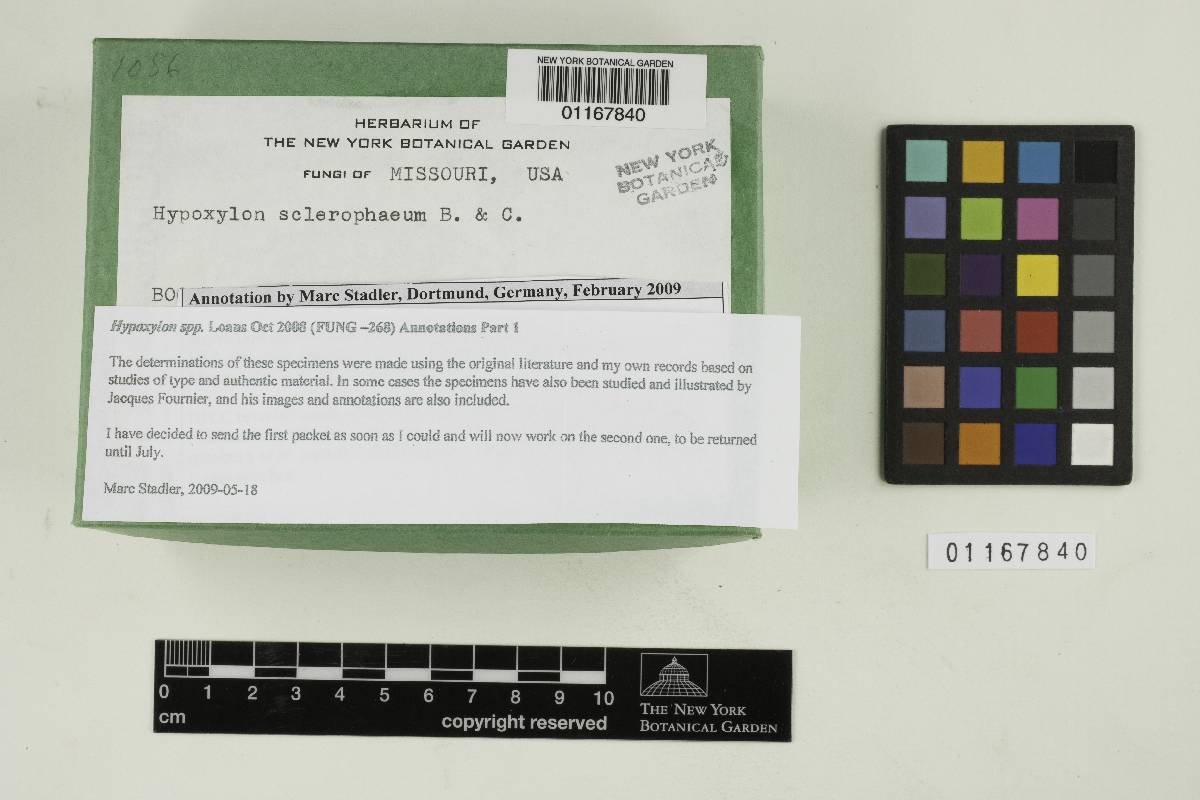 1056
NEW YORK BOTANICAL GARDEN
01167840
HERBARIUM OF
THE NEW YORK BOTANICAL GARDEN
FUNGI OF MISSOURI, USA
NEW YORK
BOTANICAL
GARDEN
Hypoxylon sclerophaeum B. & C.
BO
Annotation by Marc Stadler, Dortmund, Germany, February 2009
Hypoxylon spp. Loans Oct 2008 (FUNG –268) Annotations Part 1
The determinations of these specimens were made using the original literature and my own records based on
studies of type and authentic material. In some cases the specimens have also been studied and illustrated by
Jacques Fournier, and his images and annotations are also included.
I have decided to send the first packet as soon as I could and will now work on the second one, to be returned
until July.
Marc Stadler, 2009-05-18
01167840
0 1 2 3 4 5 6 7 8 9 10
cm
copyright reserved
THE NEW YORK
BOTANICAL GARDEN